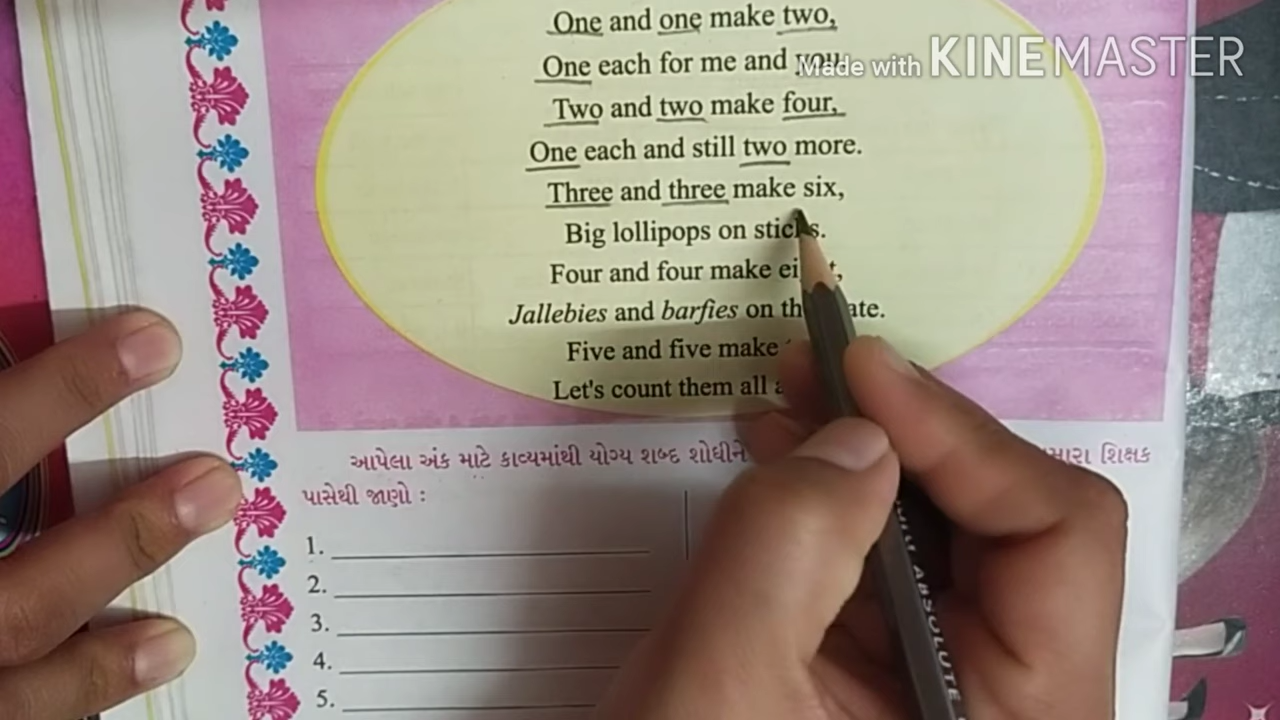 One and one make two,
One each for me and you.
Made with KINEMASTER
Two and two make four,
One each and still two more.
Three and three make six,
Big lollipops on sticks.
Four and four make
Jallebies and barfies on
Five and five make
Let's count them all
આપેલા અંક માટે કાવ્યમાંથી યોગ્ય શબ્દ શોધીને શિક્ષક
પાસેથી જાણો :
1.
2.
3.
4.
5.
ABSOLUTE